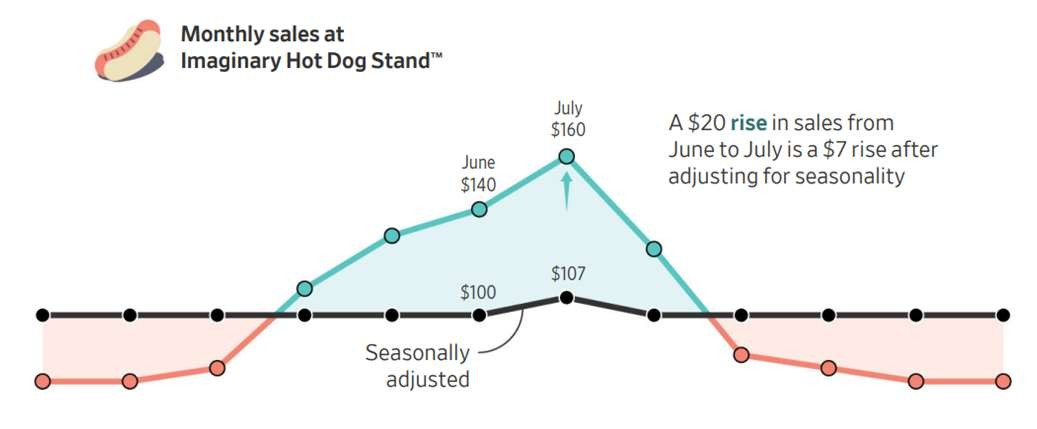 Monthly sales at
Imaginary Hot Dog Stand™
July
$160
A $20 rise in sales from
June to July is a $7 rise after
adjusting for seasonality
June
$140
$107
$100
Seasonally
adjusted